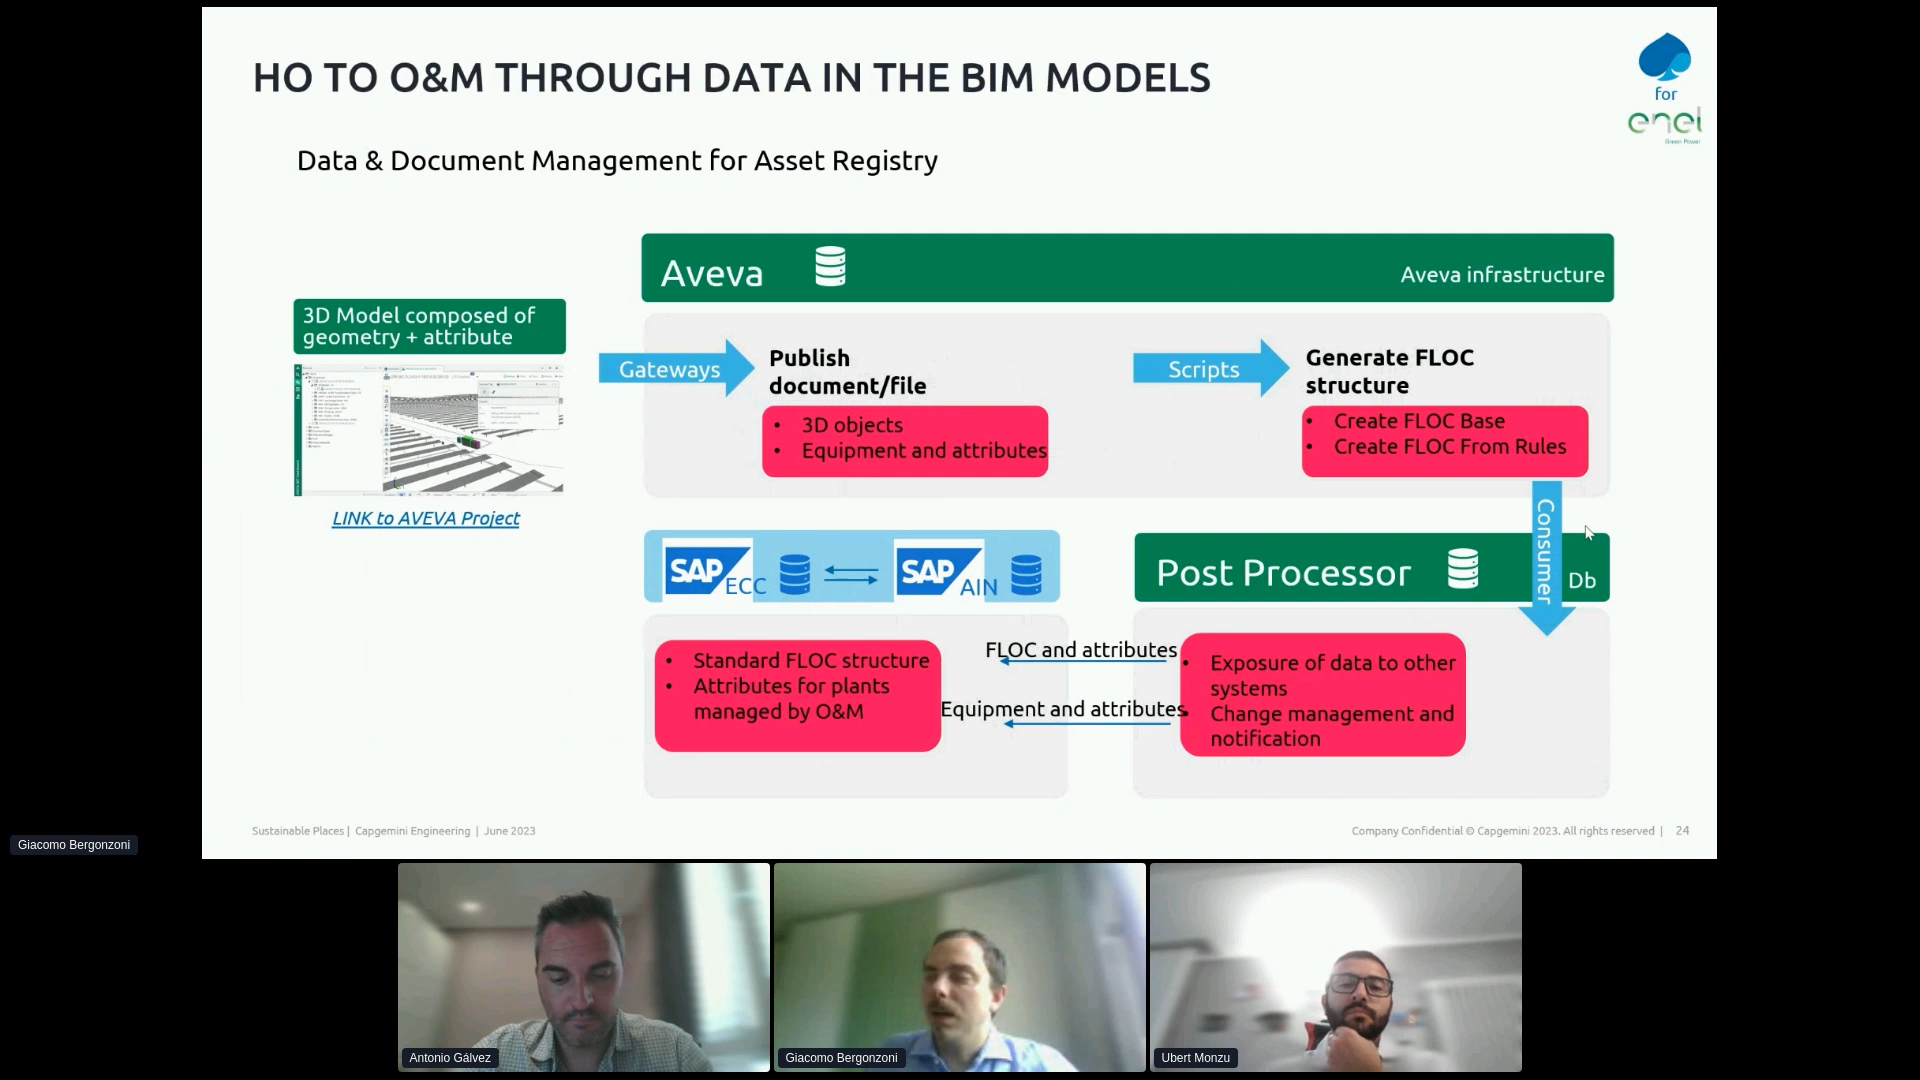 HO TO O&M THROUGH DATA IN THE BIM MODELS
for
enel
Green Power
Data & Document Management for Asset Registry
Aveva
Aveva infrastructure
3D Model composed of
geometry + attribute
LINK to AVEVA Project
Gateways
Publish
document/file
• 3D objects
• Equipment and attributes
Scripts
Generate FLOC
structure
• Create FLOC Base
• Create FLOC From Rules
Consumer
SAP ECC
SAP AIN
Post Processor
Db
• Standard FLOC structure
• Attributes for plants
managed by O&M
FLOC and attributes
Equipment and attributes
• Exposure of data to other
systems
• Change management and
notification
Sustainable Places | Capgemini Engineering | June 2023
Company Confidential © Capgemini 2023. All rights reserved | 24
Giacomo Bergonzoni
Antonio Gálvez
Giacomo Bergonzoni
Ubert Monzu